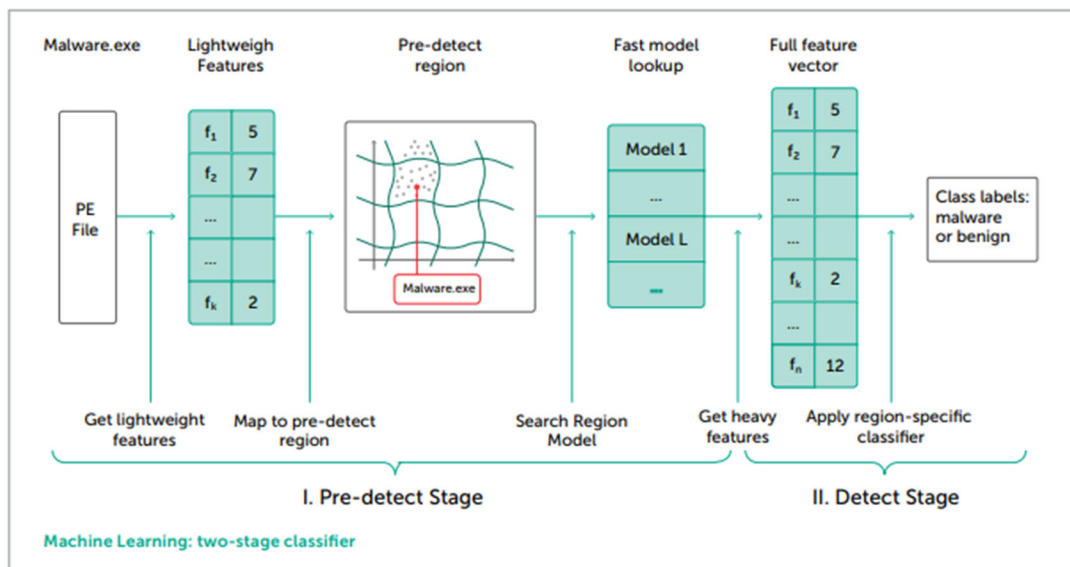 Malware.exe
Lightweigh
Features
Pre-detect
region
Fast model
lookup
Full feature
vector
PE
File
f₁ 5
f₂ 7
...
...
fₖ 2
Malware.exe
Model 1
...
Model L
...
f₁ 5
f₂ 7
...
...
fₖ 2
...
fₙ 12
Class labels:
malware
or benign
Get lightweight
features
Map to pre-detect
region
Search Region
Model
Get heavy
features
Apply region-specific
classifier
I. Pre-detect Stage
II. Detect Stage
Machine Learning: two-stage classifier